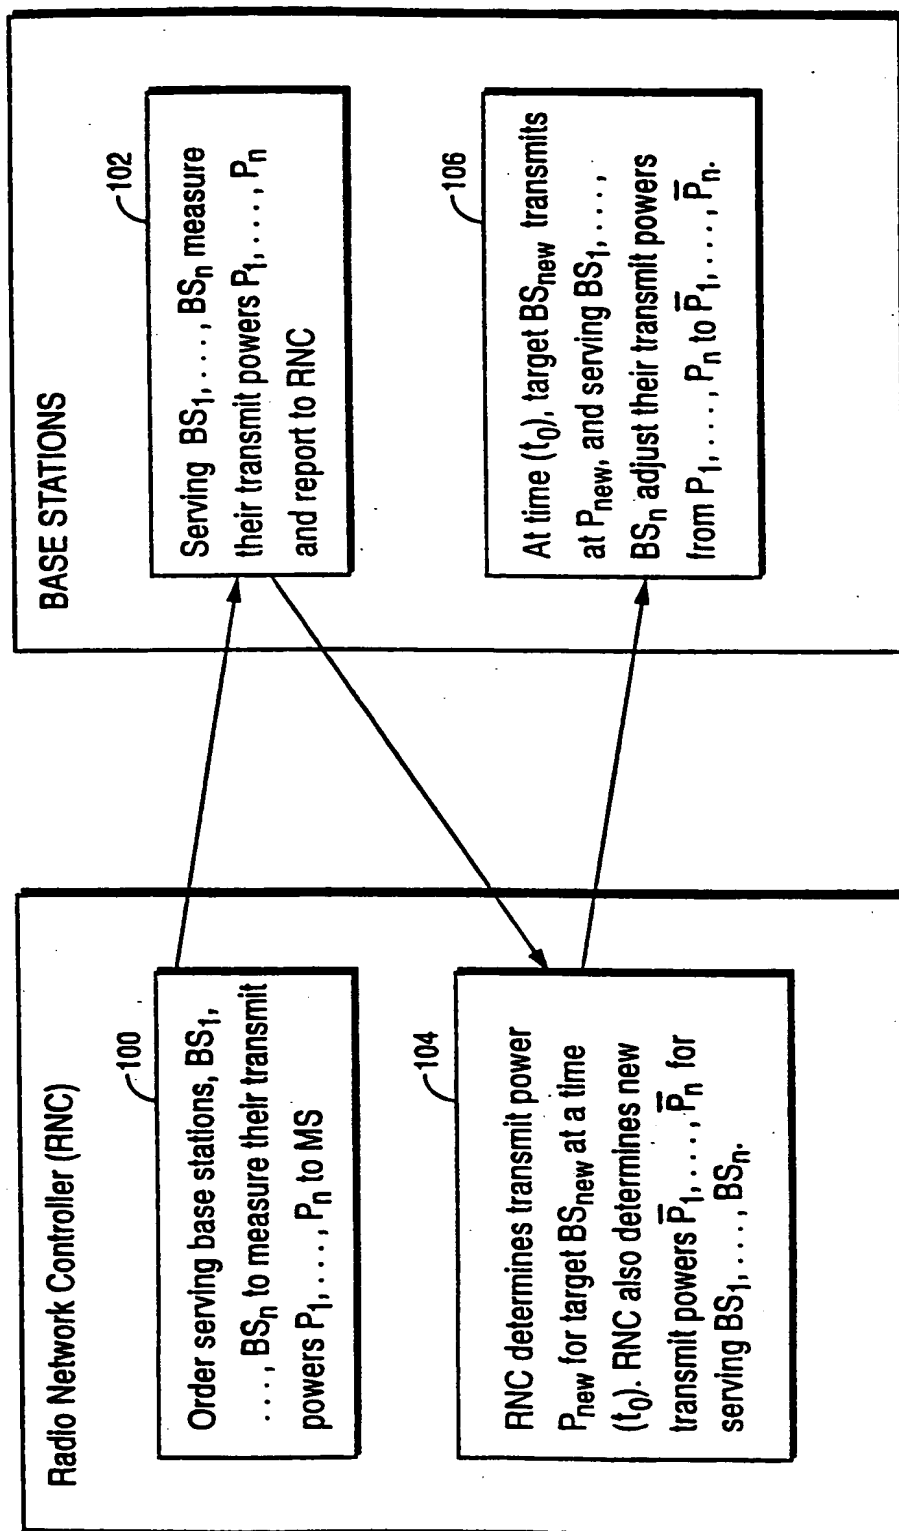 Radio Network Controller (RNC)
100
Order serving base stations, BS₁,
..., BSₙ to measure their transmit
powers P₁, ..., Pₙ to MS
104
RNC determines transmit power
P_new for target BS_new at a time
(t₀). RNC also determines new
transmit powers P̅₁, ..., P̅ₙ for
serving BS₁, ..., BSₙ.
BASE STATIONS
102
Serving BS₁, ..., BSₙ measure
their transmit powers P₁, ..., Pₙ
and report to RNC
106
At time (t₀), target BS_new transmits
at P_new, and serving BS₁, ...,
BSₙ adjust their transmit powers
from P₁, ..., Pₙ to P̅₁, ..., P̅ₙ.